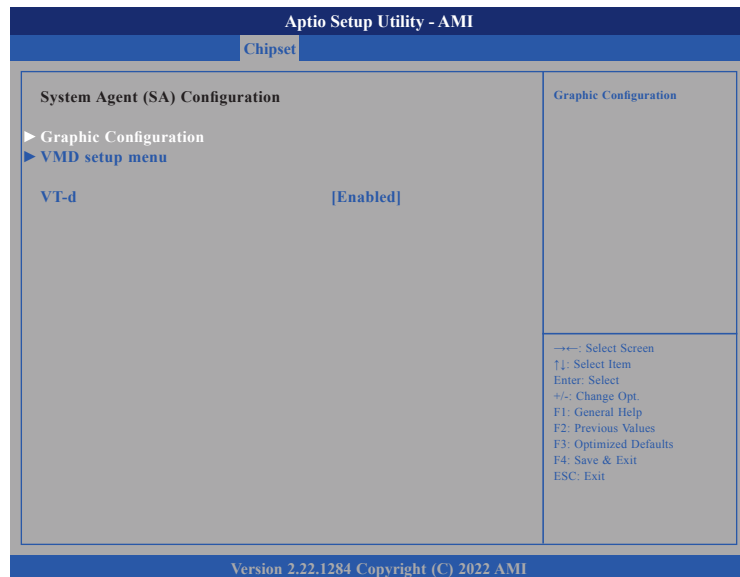 Aptio Setup Utility - AMI
Chipset
System Agent (SA) Configuration
► Graphic Configuration
► VMD setup menu
VT-d [Enabled]
Graphic Configuration
→←: Select Screen
↑↓: Select Item
Enter: Select
+/-: Change Opt.
F1: General Help
F2: Previous Values
F3: Optimized Defaults
F4: Save & Exit
ESC: Exit
Version 2.22.1284 Copyright (C) 2022 AMI